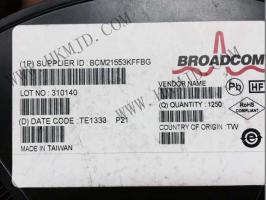 WWW.HKMJD.COM
(1P) SUPPLIER ID : BCM21553KFFBG
BROADCOM
LOT NO : 310140
VENDOR NAME
Pb
HF
(Q) QUANTITY : 1250
RoHS
COMPLIANT
(D) DATE CODE : TE1333 P21
COUNTRY OF ORIGIN :TW
MADE IN TAIWAN